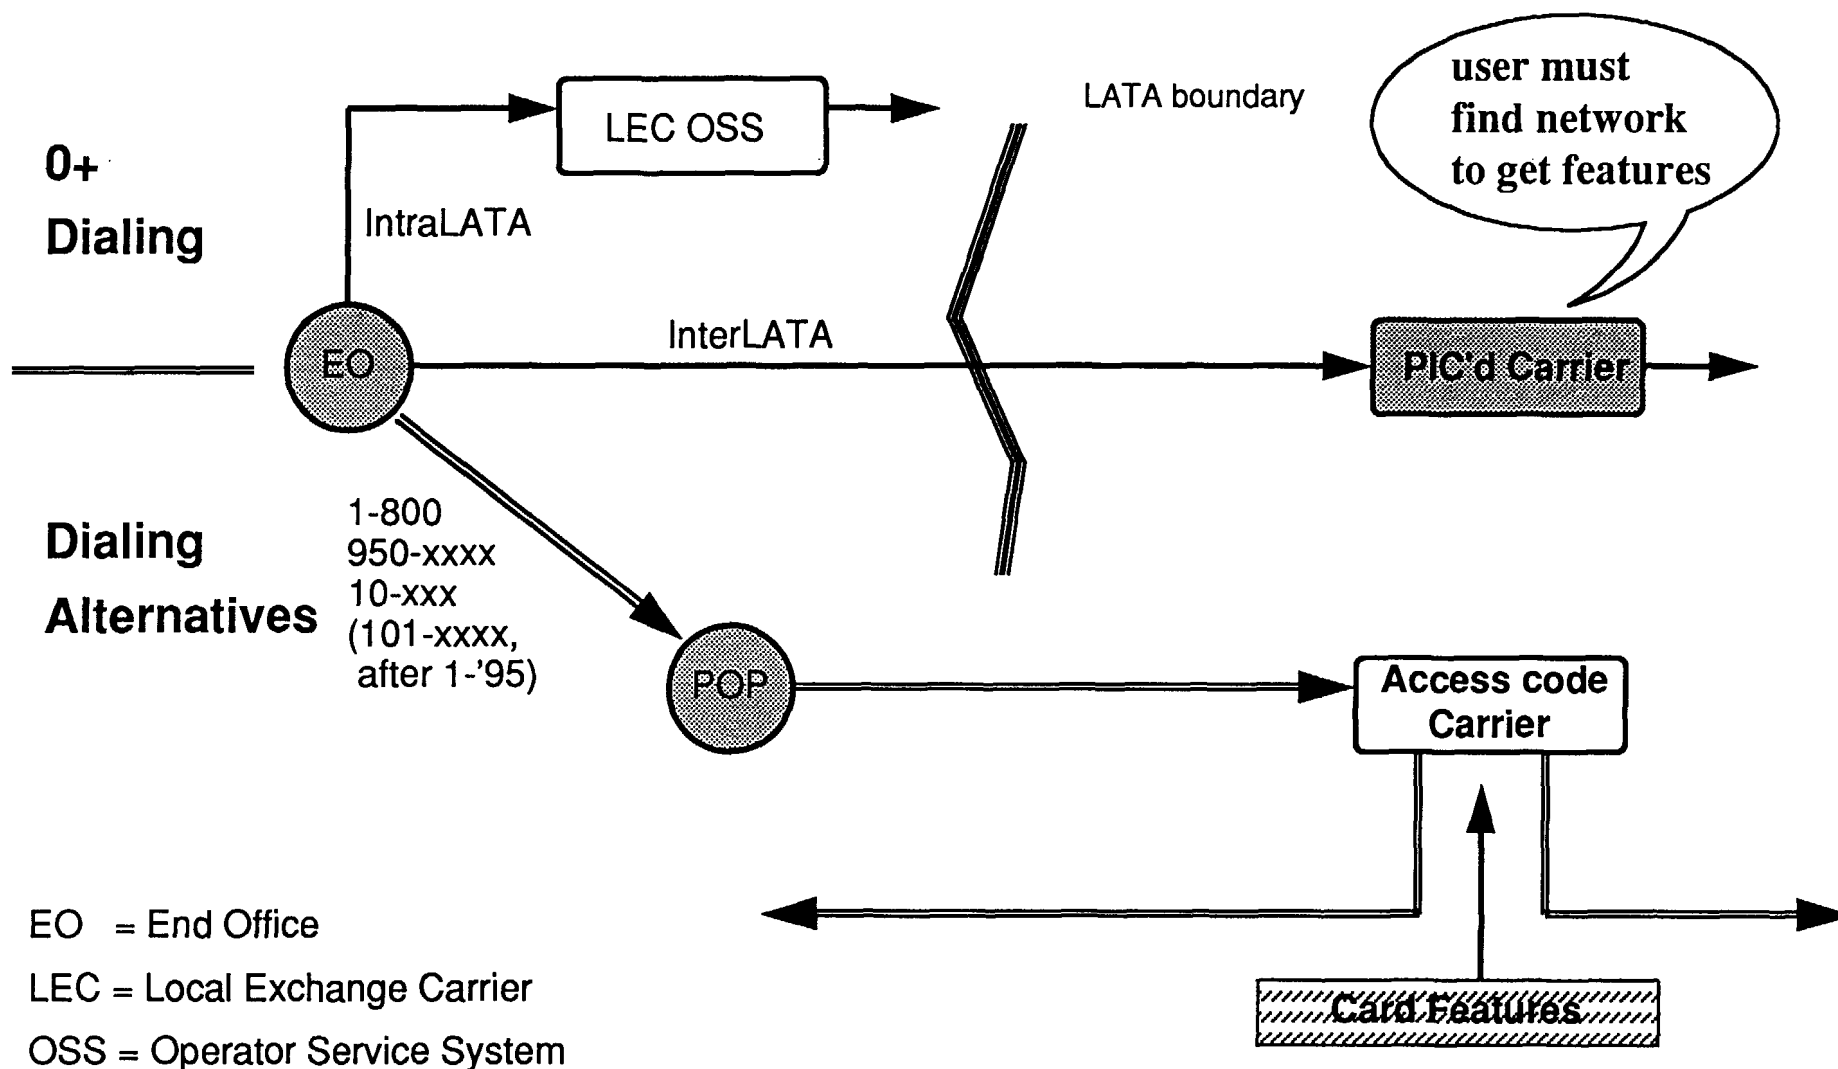 LATA boundary
user must
find network
to get features
LEC OSS
0+
Dialing
IntraLATA
InterLATA
EO
PIC'd Carrier
Dialing
Alternatives
1-800
950-xxxx
10-xxx
(101-xxxx,
after 1-'95)
POP
Access code
Carrier
Card Features
EO = End Office
LEC = Local Exchange Carrier
OSS = Operator Service System